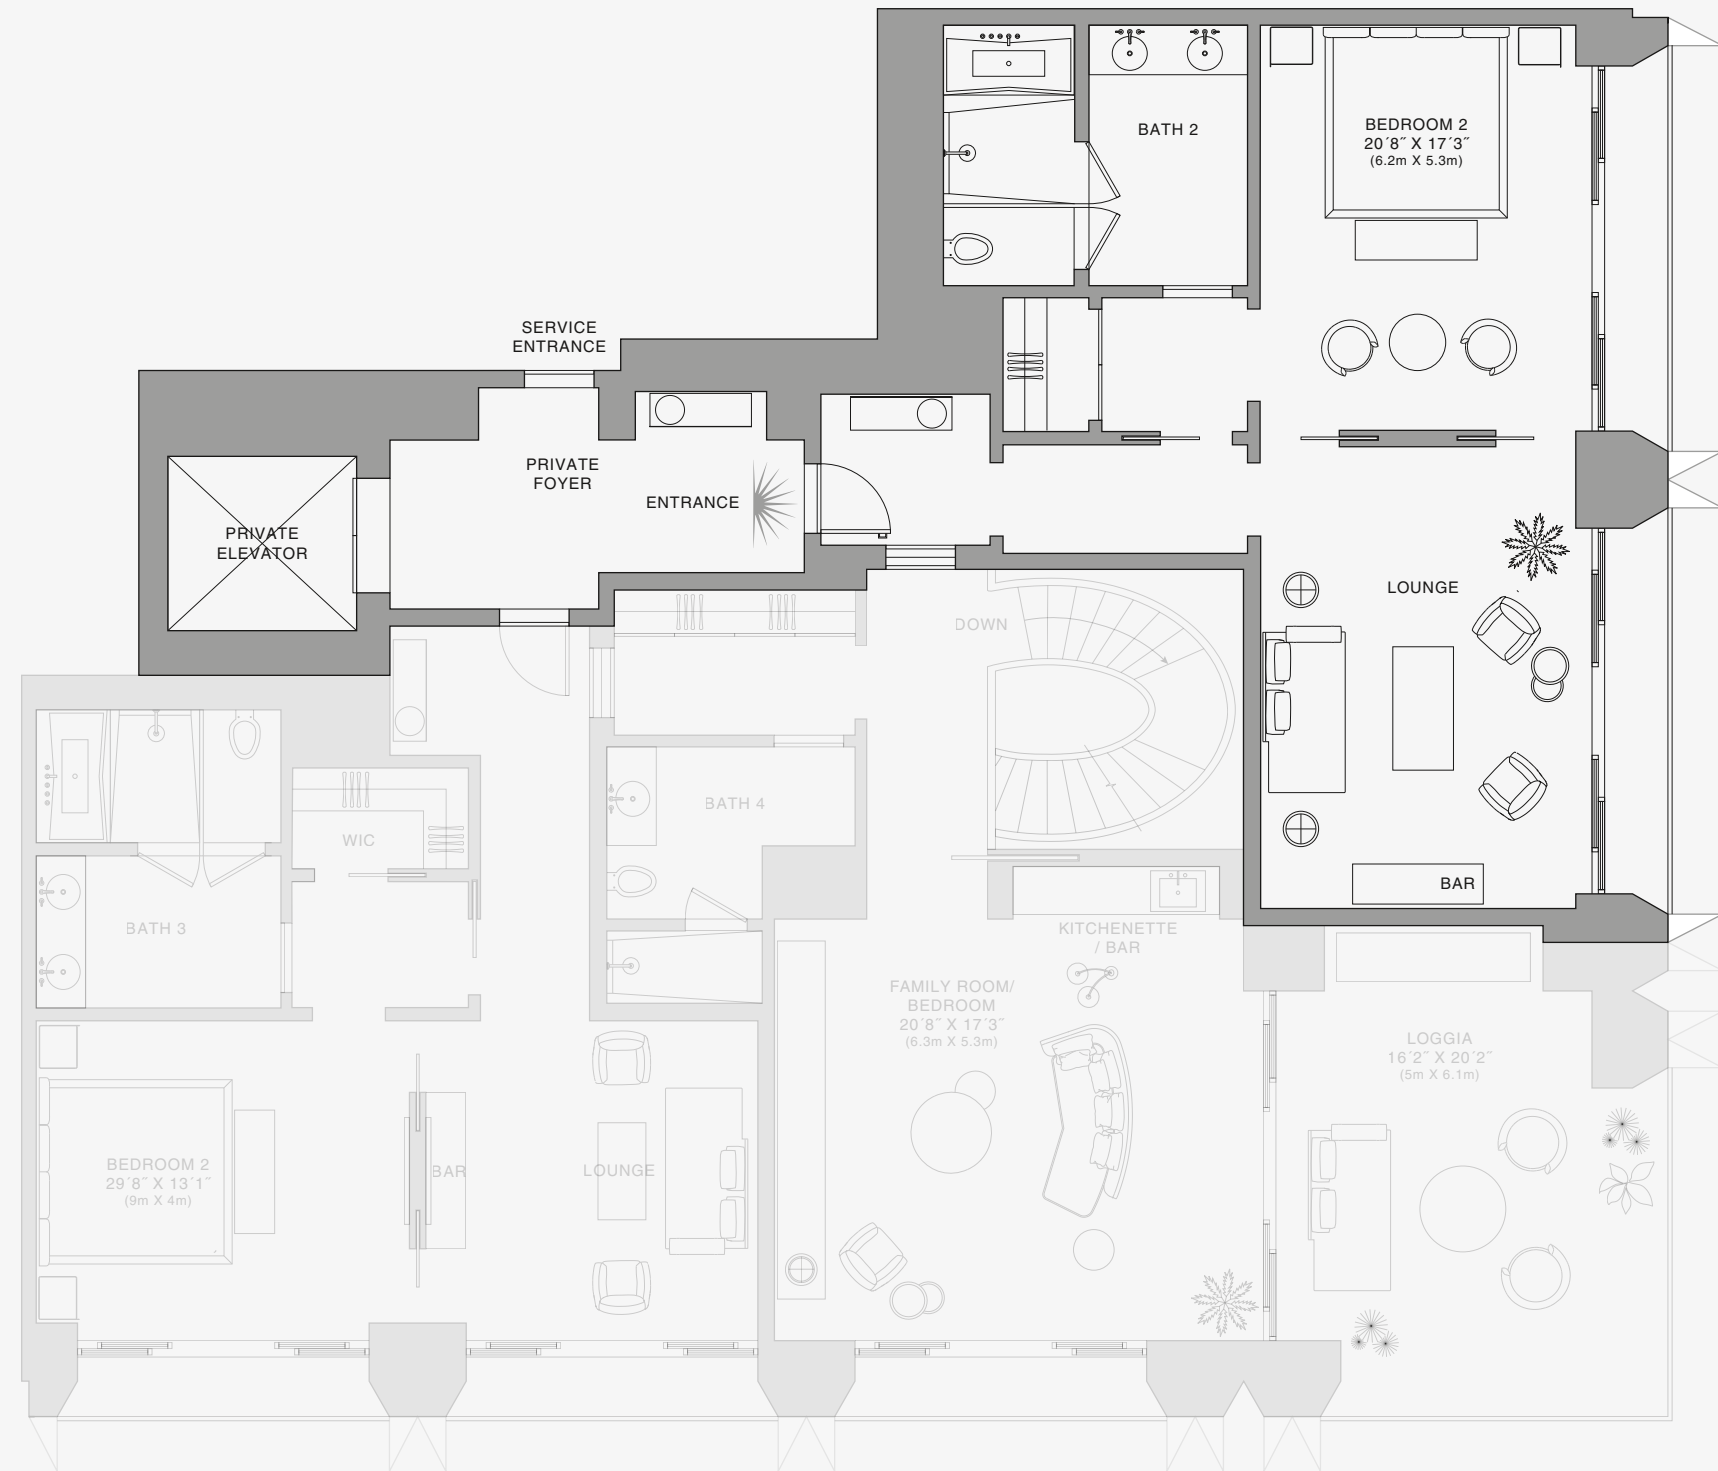 BATH 2
BEDROOM 2
20´8˝ X 17´3˝
(6.2m X 5.3m)
SERVICE
ENTRANCE
PRIVATE
FOYER
ENTRANCE
PRIVATE
ELEVATOR
LOUNGE
BAR
DOWN
BATH 4
WIC
BATH 3
KITCHENETTE
/ BAR
FAMILY ROOM/
BEDROOM
20´8˝ X 17´3˝
(6.3m X 5.3m)
LOGGIA
16´2˝ X 20´2˝
(5m X 6.1m)
BEDROOM 2
29´8˝ X 13´1˝
(9m X 4m)
BAR
LOUNGE